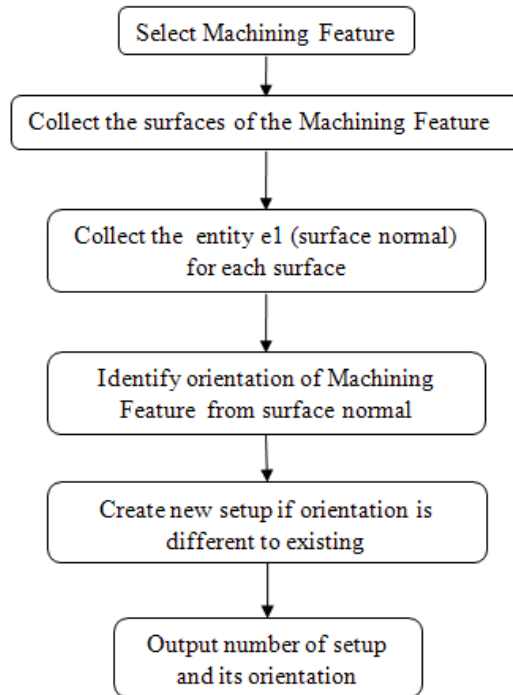 Select Machining Feature
Collect the surfaces of the Machining Feature
Collect the entity e1 (surface normal)
for each surface
Identify orientation of Machining
Feature from surface normal
Create new setup if orientation is
different to existing
Output number of setup
and its orientation